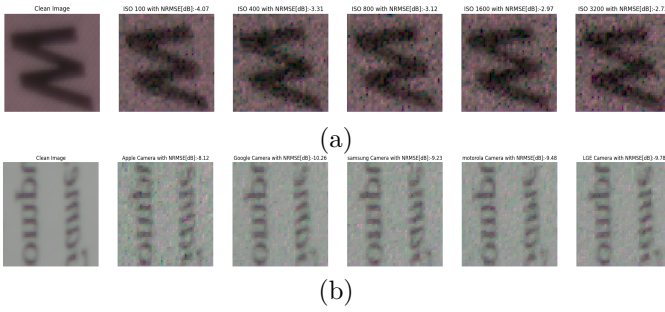 Clean Image ISO 100 with NRMSE[dB]:-4.07 ISO 400 with NRMSE[dB]:-3.31 ISO 800 with NRMSE[dB]:-3.12 ISO 1600 with NRMSE[dB]:-2.97 ISO 3200 with NRMSE[dB]:-2.7
(a)
Clean Image Apple Camera with NRMSE[dB]:-8.12 Google Camera with NRMSE[dB]:-10.26 samsung Camera with NRMSE[dB]:-9.23 motorola Camera with NRMSE[dB]:-9.48 LGE Camera with NRMSE[dB]:-9.78
(b)